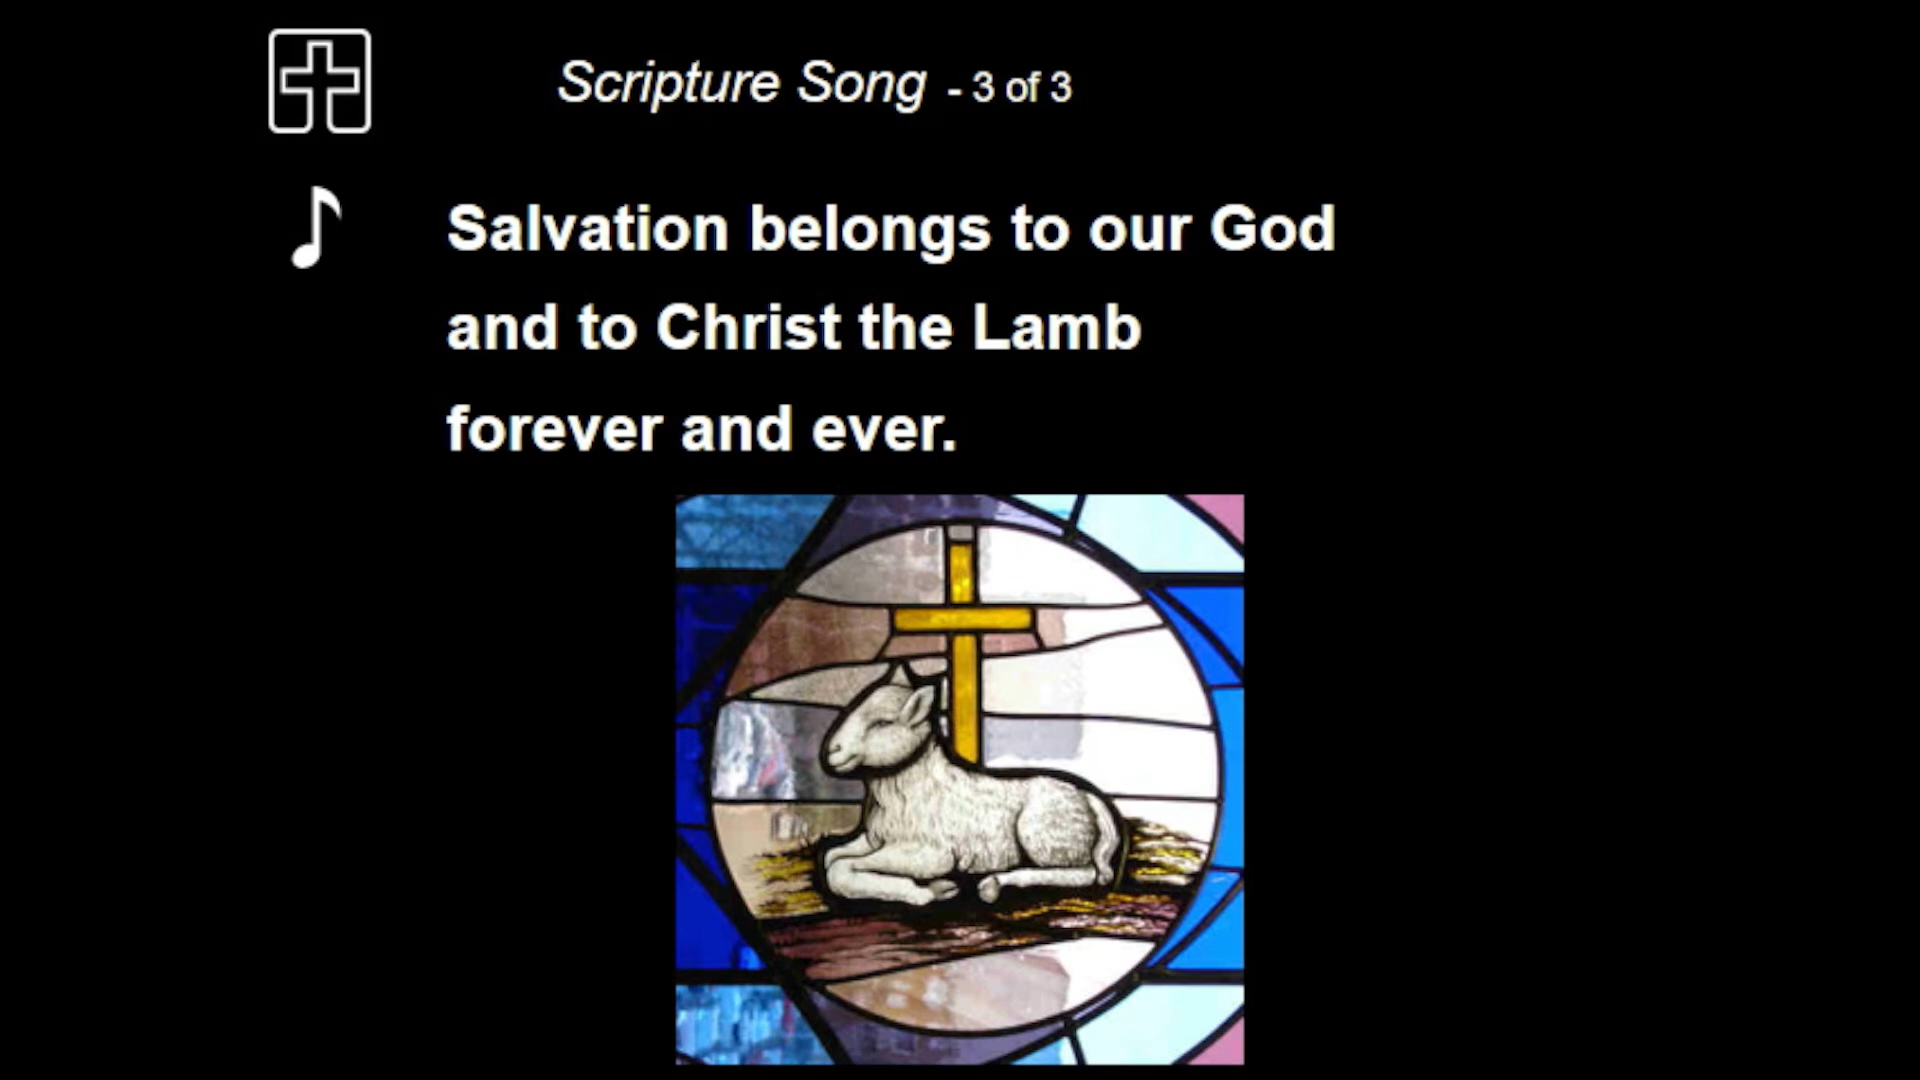 Scripture Song - 3 of 3
Salvation belongs to our God
and to Christ the Lamb
forever and ever.